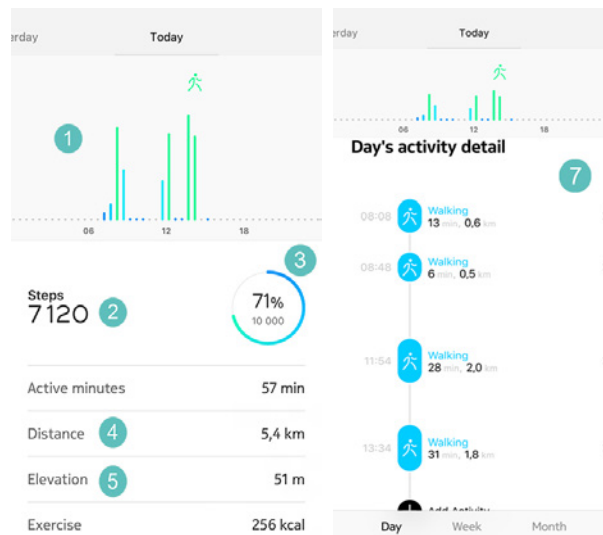 erday
Today
1
06 12 18
Steps
7120
2
3
71%
10 000
Active minutes 57 min
Distance 4 5,4 km
Elevation 5 51 m
Exercise 256 kcal
erday
Today
06 12 18
Day's activity detail
7
08:08 Walking
13 min, 0,6 km
08:48 Walking
6 min, 0,5 km
11:54 Walking
28 min, 2,0 km
13:34 Walking
31 min, 1,8 km
Add Activity
Day Week Month